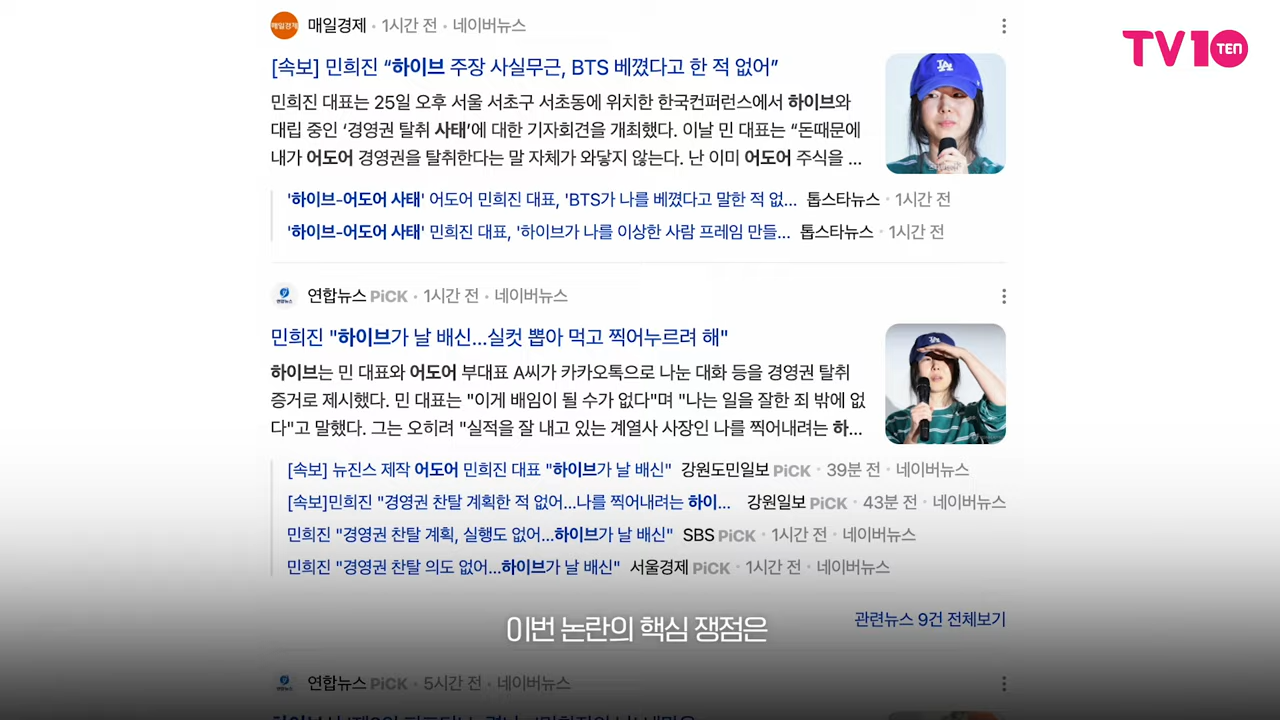 매일경제 · 1시간 전 · 네이버뉴스
TV10 TEN
[속보] 민희진 “하이브 주장 사실무근, BTS 베꼈다고 한 적 없어”
민희진 대표는 25일 오후 서울 서초구 서초동에 위치한 한국컨퍼런스에서 하이브와
대립 중인 ‘경영권 탈취 사태’에 대한 기자회견을 개최했다. 이날 민 대표는 “돈때문에
내가 어도어 경영권을 탈취한다는 말 자체가 와닿지 않는다. 난 이미 어도어 주식을 ...
'하이브-어도어 사태' 어도어 민희진 대표, 'BTS가 나를 베꼈다고 말한 적 없... 톱스타뉴스 · 1시간 전
'하이브-어도어 사태' 민희진 대표, '하이브가 나를 이상한 사람 프레임 만들... 톱스타뉴스 · 1시간 전
연합뉴스 PiCK · 1시간 전 · 네이버뉴스
민희진 "하이브가 날 배신...실컷 뽑아 먹고 찍어누르려 해"
하이브는 민 대표와 어도어 부대표 A씨가 카카오톡으로 나눈 대화 등을 경영권 탈취
증거로 제시했다. 민 대표는 "이게 배임이 될 수가 없다"며 "나는 일을 잘한 죄 밖에 없
다"고 말했다. 그는 오히려 "실적을 잘 내고 있는 계열사 사장인 나를 찍어내려는 하...
[속보] 뉴진스 제작 어도어 민희진 대표 "하이브가 날 배신" 강원도민일보 PiCK · 39분 전 · 네이버뉴스
[속보]민희진 "경영권 찬탈 계획한 적 없어...나를 찍어내려는 하이... 강원일보 PiCK · 43분 전 · 네이버뉴스
민희진 "경영권 찬탈 계획, 실행도 없어...하이브가 날 배신" SBS PiCK · 1시간 전 · 네이버뉴스
민희진 "경영권 찬탈 의도 없어...하이브가 날 배신" 서울경제 PiCK · 1시간 전 · 네이버뉴스
관련뉴스 9건 전체보기
이번 논란의 핵심 쟁점은
연합뉴스 PiCK · 5시간 전 · 네이버뉴스